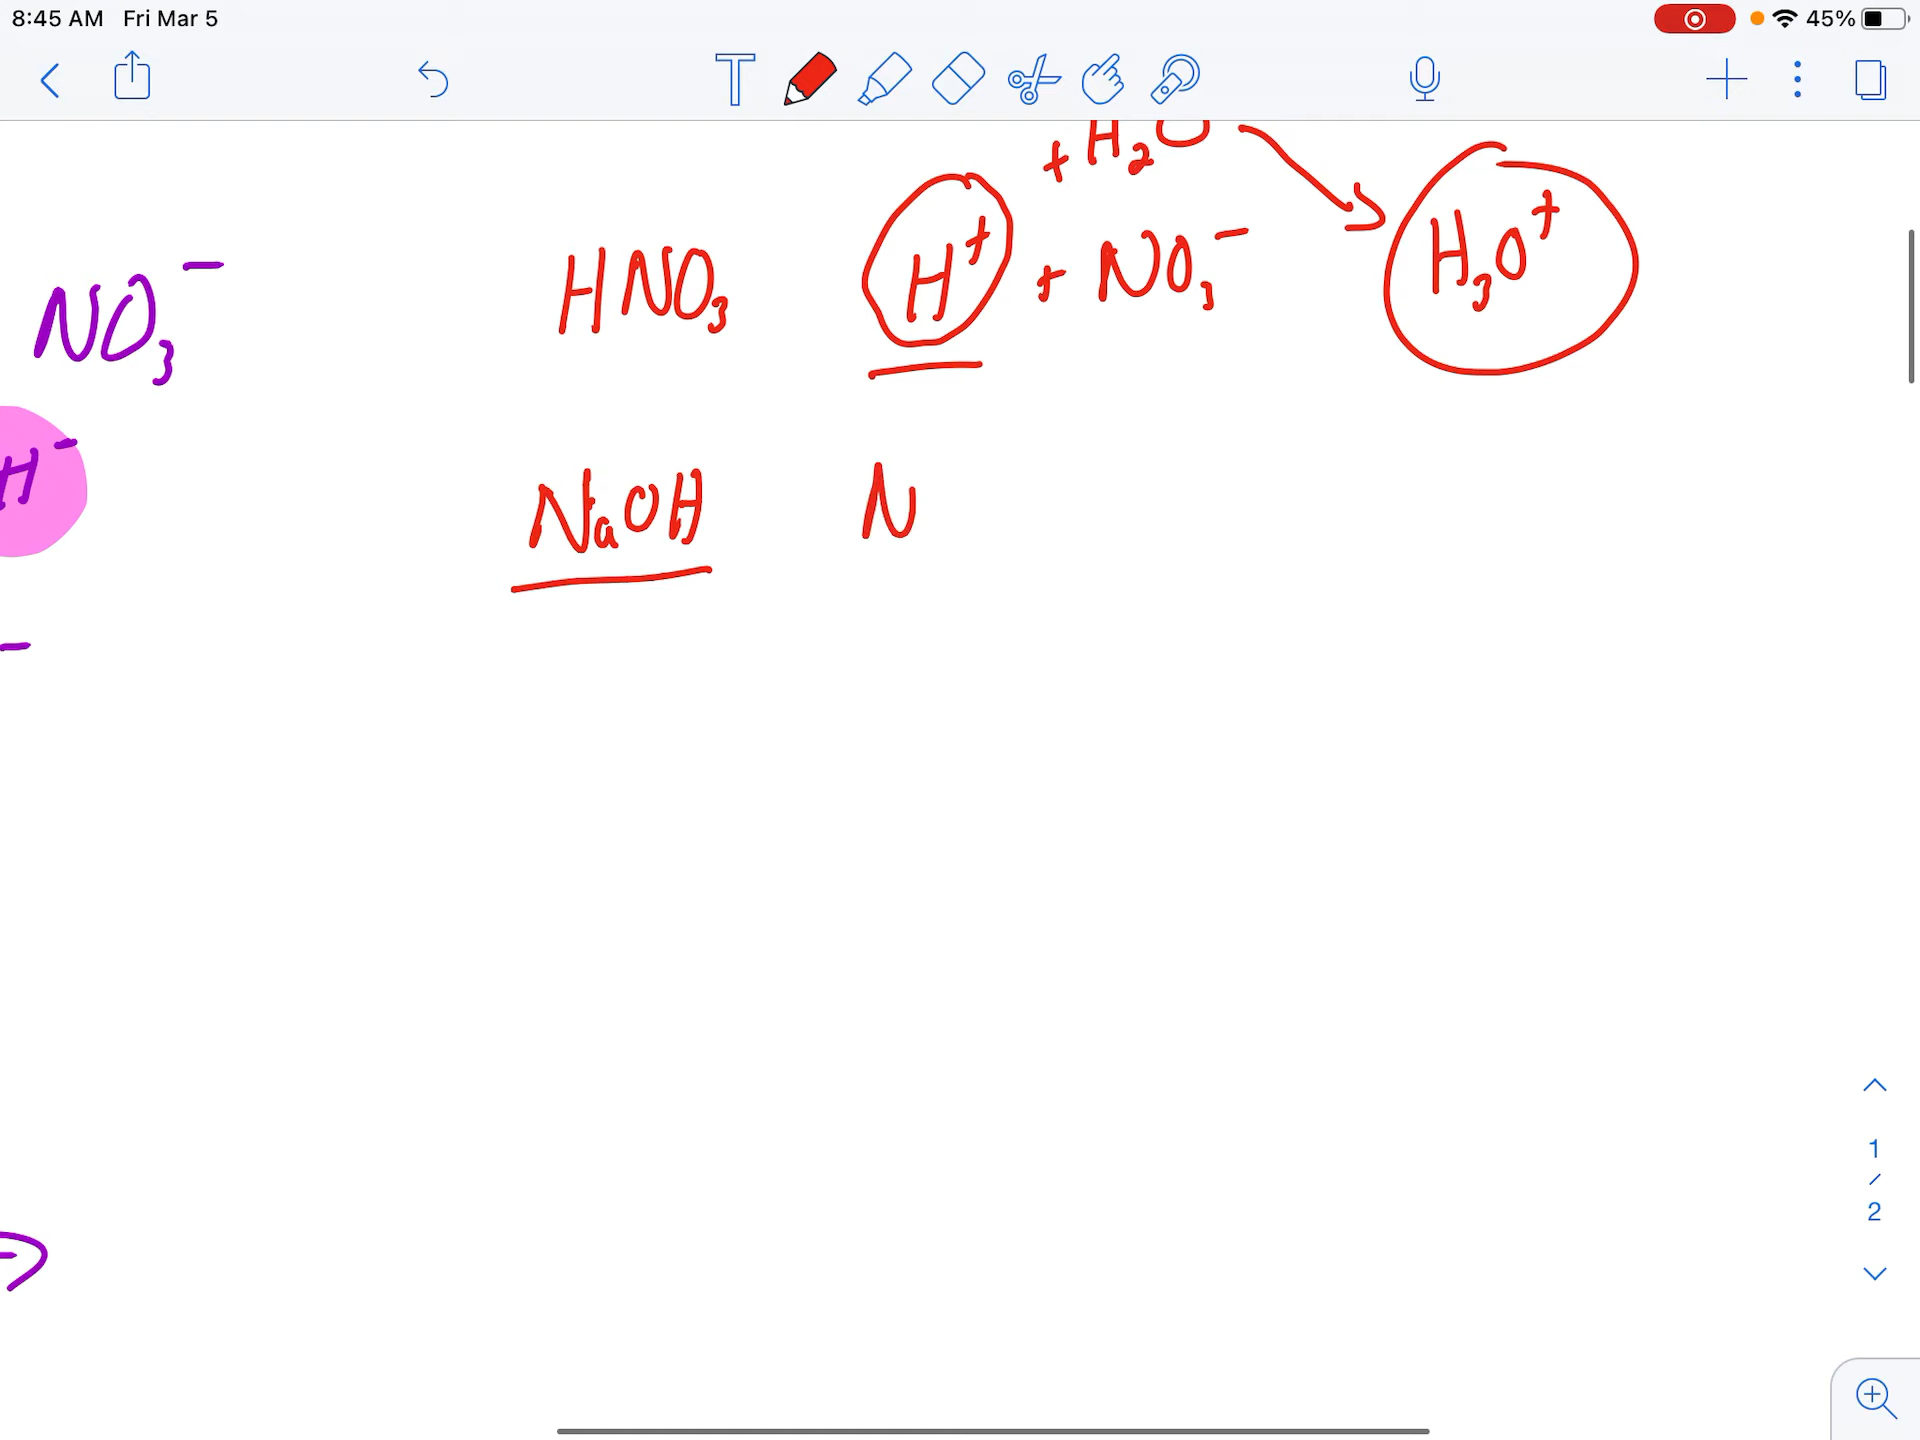 8:45 AM Fri Mar 5 45%
T
+ H₂O
HNO₃ H⁺ + NO₃⁻ H₃O⁺
NO₃⁻
H⁻
NaOH N
1
/
2